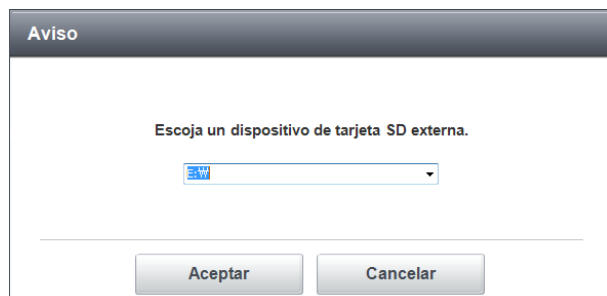 Aviso
Escoja un dispositivo de tarjeta SD externa.
E:₩
Aceptar
Cancelar